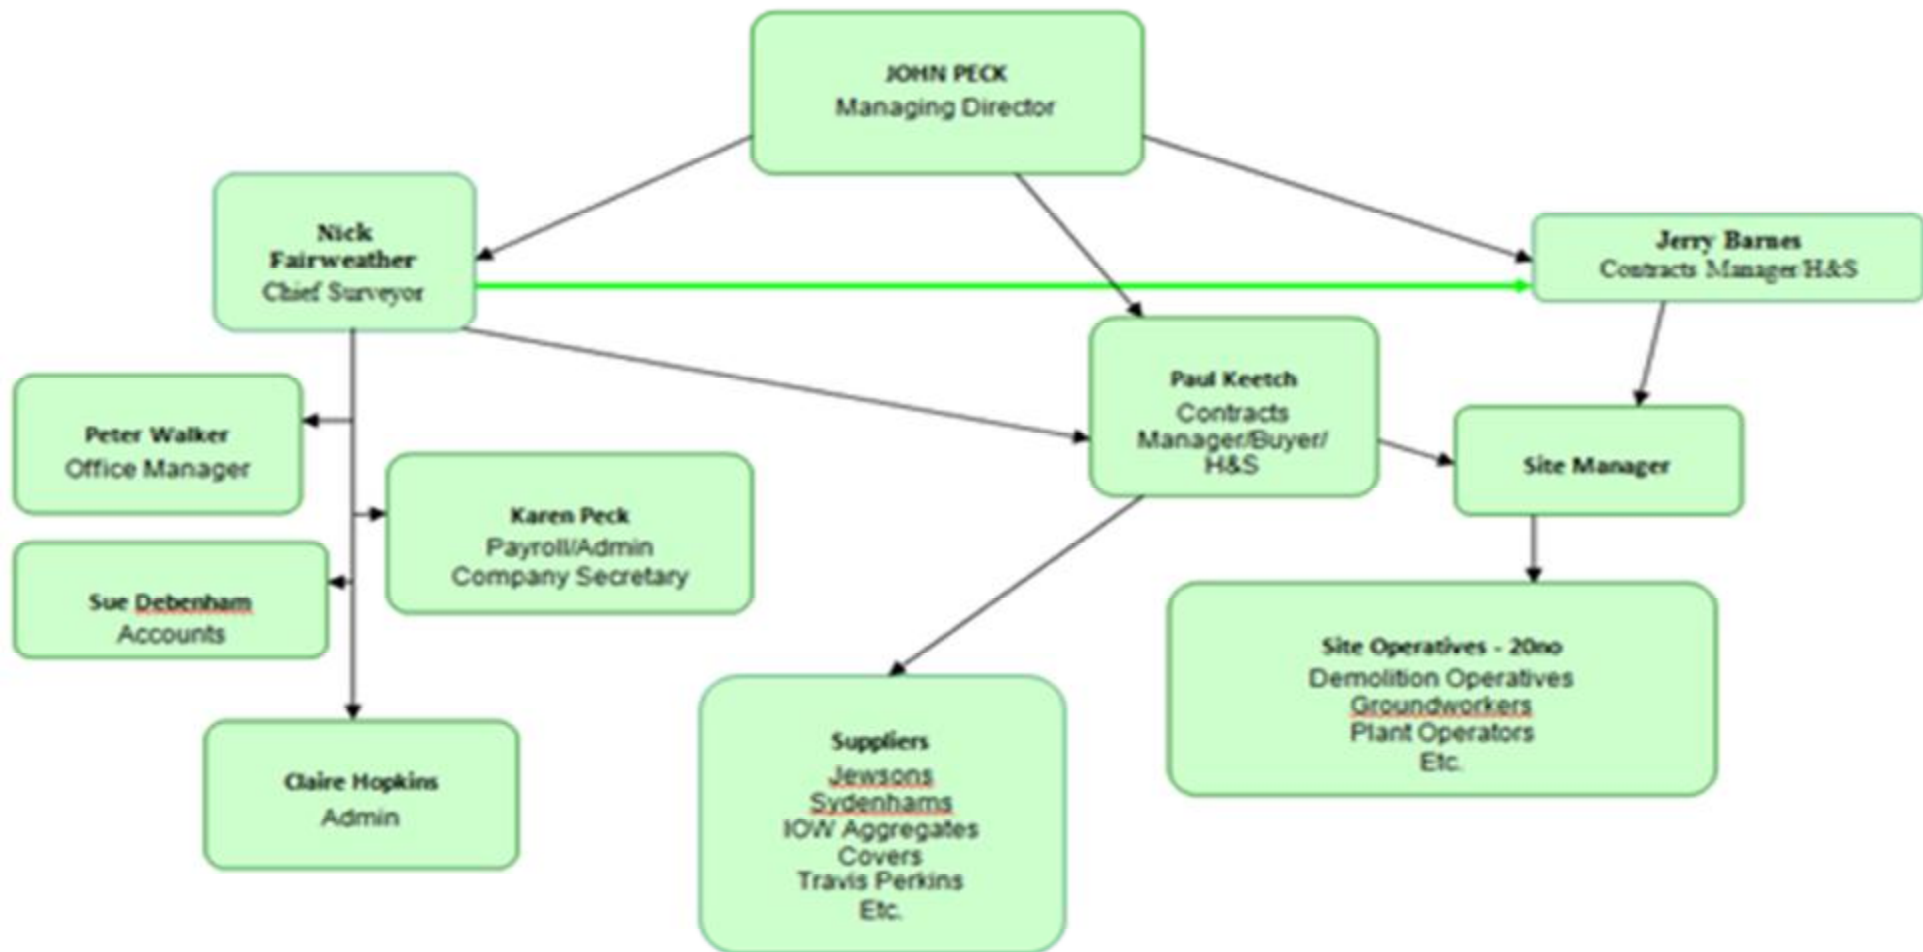 JOHN PECK
Managing Director
Nick
Fairweather
Chief Surveyor
Jerry Barnes
Contracts Manager/H&S
Paul Keetch
Contracts
Manager/Buyer/
H&S
Peter Walker
Office Manager
Site Manager
Karen Peck
Payroll/Admin
Company Secretary
Sue Debenham
Accounts
Site Operatives - 20no
Demolition Operatives
Groundworkers
Plant Operators
Etc.
Suppliers
Jewsons
Sydenhams
IOW Aggregates
Covers
Travis Perkins
Etc.
Claire Hopkins
Admin